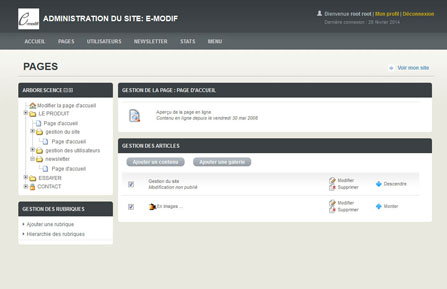 e-modif
ADMINISTRATION DU SITE: E-MODIF
Bienvenue root root | Mon profil | Déconnexion
Dernière connexion : 28 février 2014
ACCUEIL PAGES UTILISATEURS NEWSLETTER STATS MENU
PAGES
Voir mon site
ARBORESCENCE
Modifier la page d'accueil
LE PRODUIT
Page d'accueil
gestion du site
Page d'accueil
gestion des utilisateurs
newsletter
Page d'accueil
ESSAYER
CONTACT
GESTION DES RUBRIQUES
Ajouter une rubrique
Hierarchie des rubriques
GESTION DE LA PAGE : PAGE D'ACCUEIL
Aperçu de la page en ligne
Contenu en ligne depuis le vendredi 30 mai 2008
GESTION DES ARTICLES
Ajouter un contenu Ajouter une galerie
Gestion du site
Modification non publié
Modifier
Supprimer
Descendre
En images ...
Modifier
Supprimer
Monter